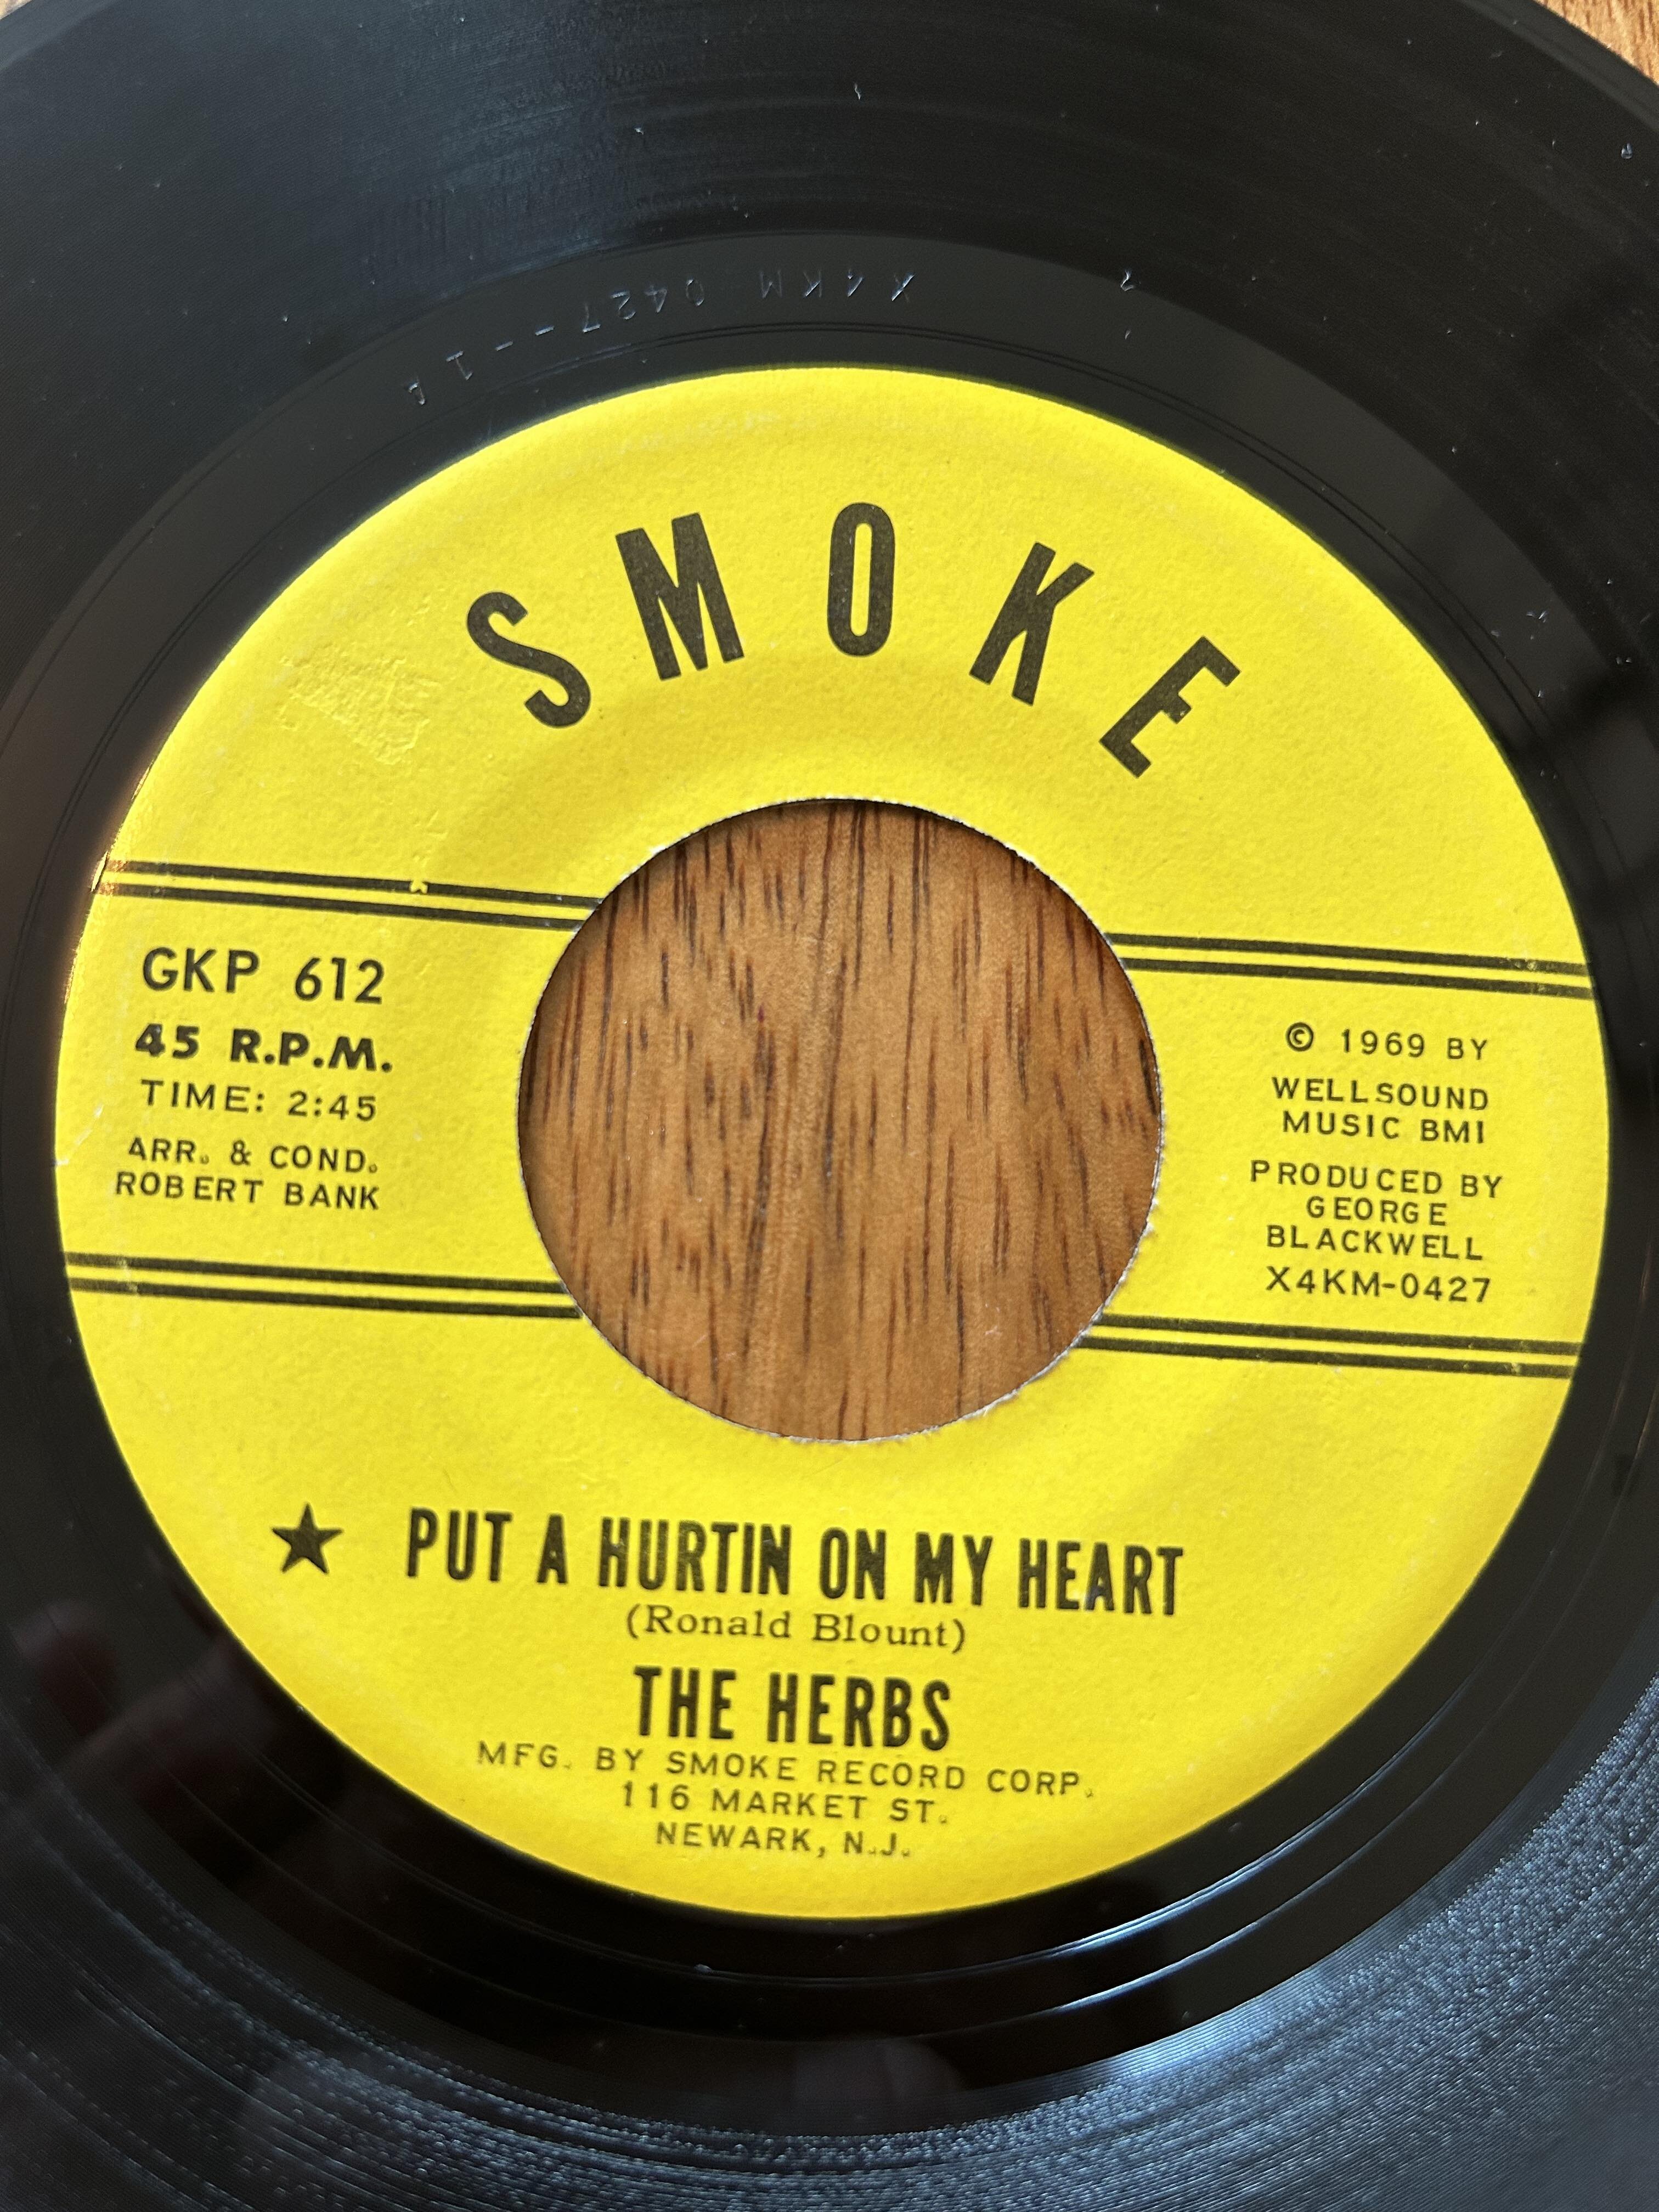 X4KM 0427--1A
SMOKE
GKP 612
45 R.P.M.
TIME: 2:45
ARR. & COND.
ROBERT BANK
© 1969 BY
WELLSOUND
MUSIC BMI
PRODUCED BY
GEORGE
BLACKWELL
X4KM-0427
★ PUT A HURTIN ON MY HEART
(Ronald Blount)
THE HERBS
MFG. BY SMOKE RECORD CORP.
116 MARKET ST.
NEWARK, N.J.